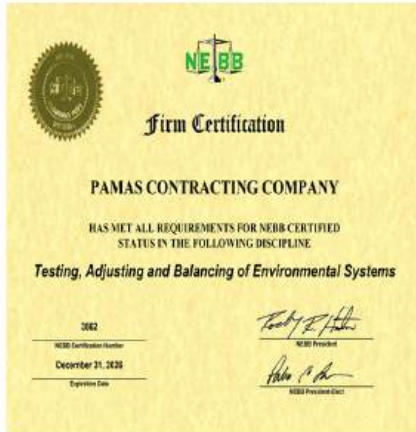 NEBB
Firm Certification
PAMAS CONTRACTING COMPANY
HAS MET ALL REQUIREMENTS FOR NEBB CERTIFIED
STATUS IN THE FOLLOWING DISCIPLINE
Testing, Adjusting and Balancing of Environmental Systems
3862
NEBB Certification Number
NEBB President
December 31, 2026
Expiration Date
NEBB President-Elect